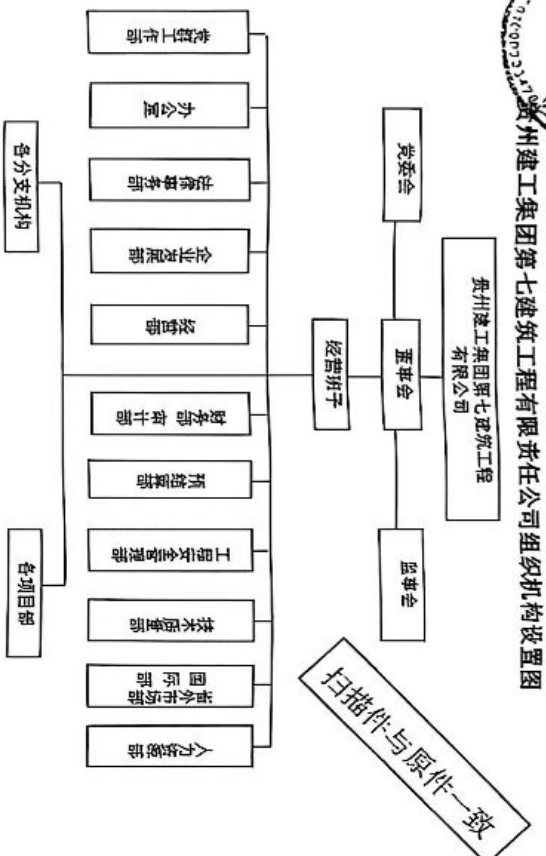 贵州建工集团第七建筑工程有限责任公司组织机构设置图
贵州建工集团第七建筑工程
有限公司
党委会
董事会
监事会
经营班子
党群工作部
办公室
法律事务部
企业发展部
经营部
财务部 审计部
预结算部
工程安全管理部
技术质量部
国际部
省外市场部
人力资源部
各分支机构
各项目部
扫描件与原件一致